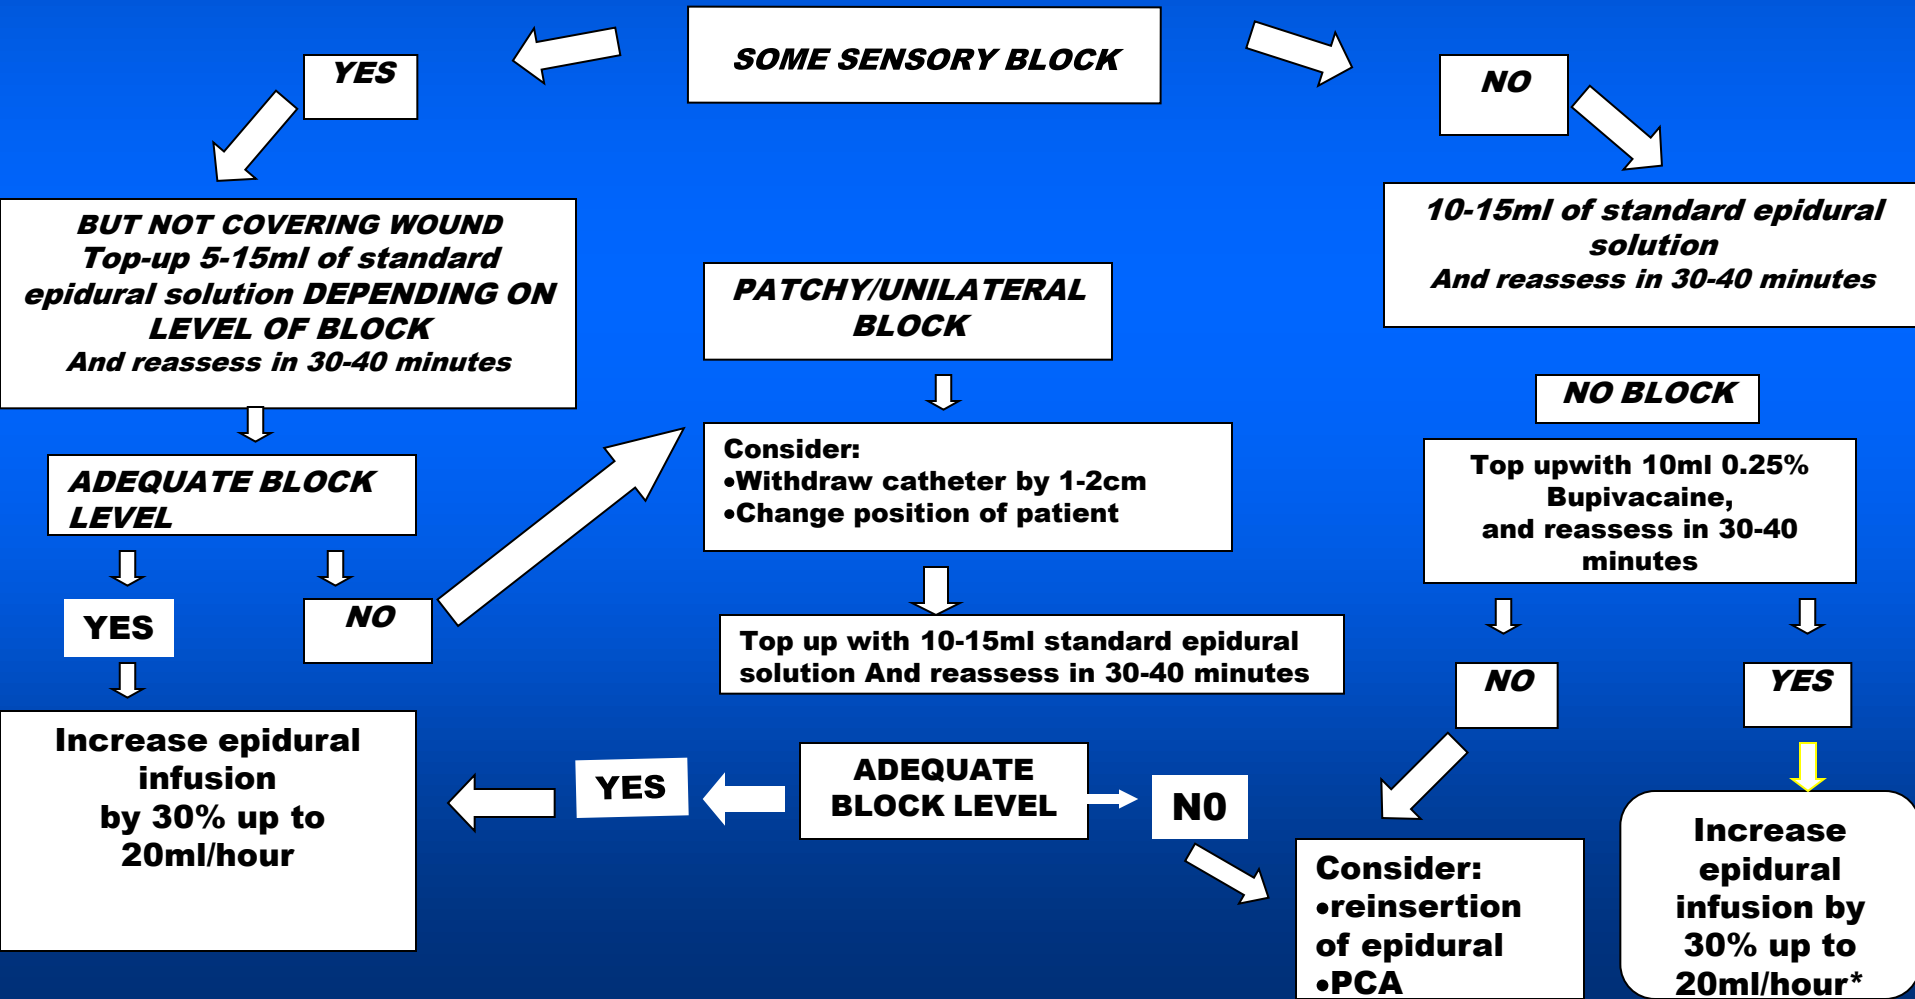 SOME SENSORY BLOCK
YES
NO
BUT NOT COVERING WOUND
Top-up 5-15ml of standard
epidural solution DEPENDING ON
LEVEL OF BLOCK
And reassess in 30-40 minutes
10-15ml of standard epidural
solution
And reassess in 30-40 minutes
PATCHY/UNILATERAL
BLOCK
NO BLOCK
Consider:
•Withdraw catheter by 1-2cm
•Change position of patient
Top upwith 10ml 0.25%
Bupivacaine,
and reassess in 30-40
minutes
ADEQUATE BLOCK
LEVEL
YES
NO
Top up with 10-15ml standard epidural
solution And reassess in 30-40 minutes
NO
YES
Increase epidural
infusion
by 30% up to
20ml/hour
YES
ADEQUATE
BLOCK LEVEL
N0
Consider:
•reinsertion
of epidural
•PCA
Increase
epidural
infusion by
30% up to
20ml/hour*